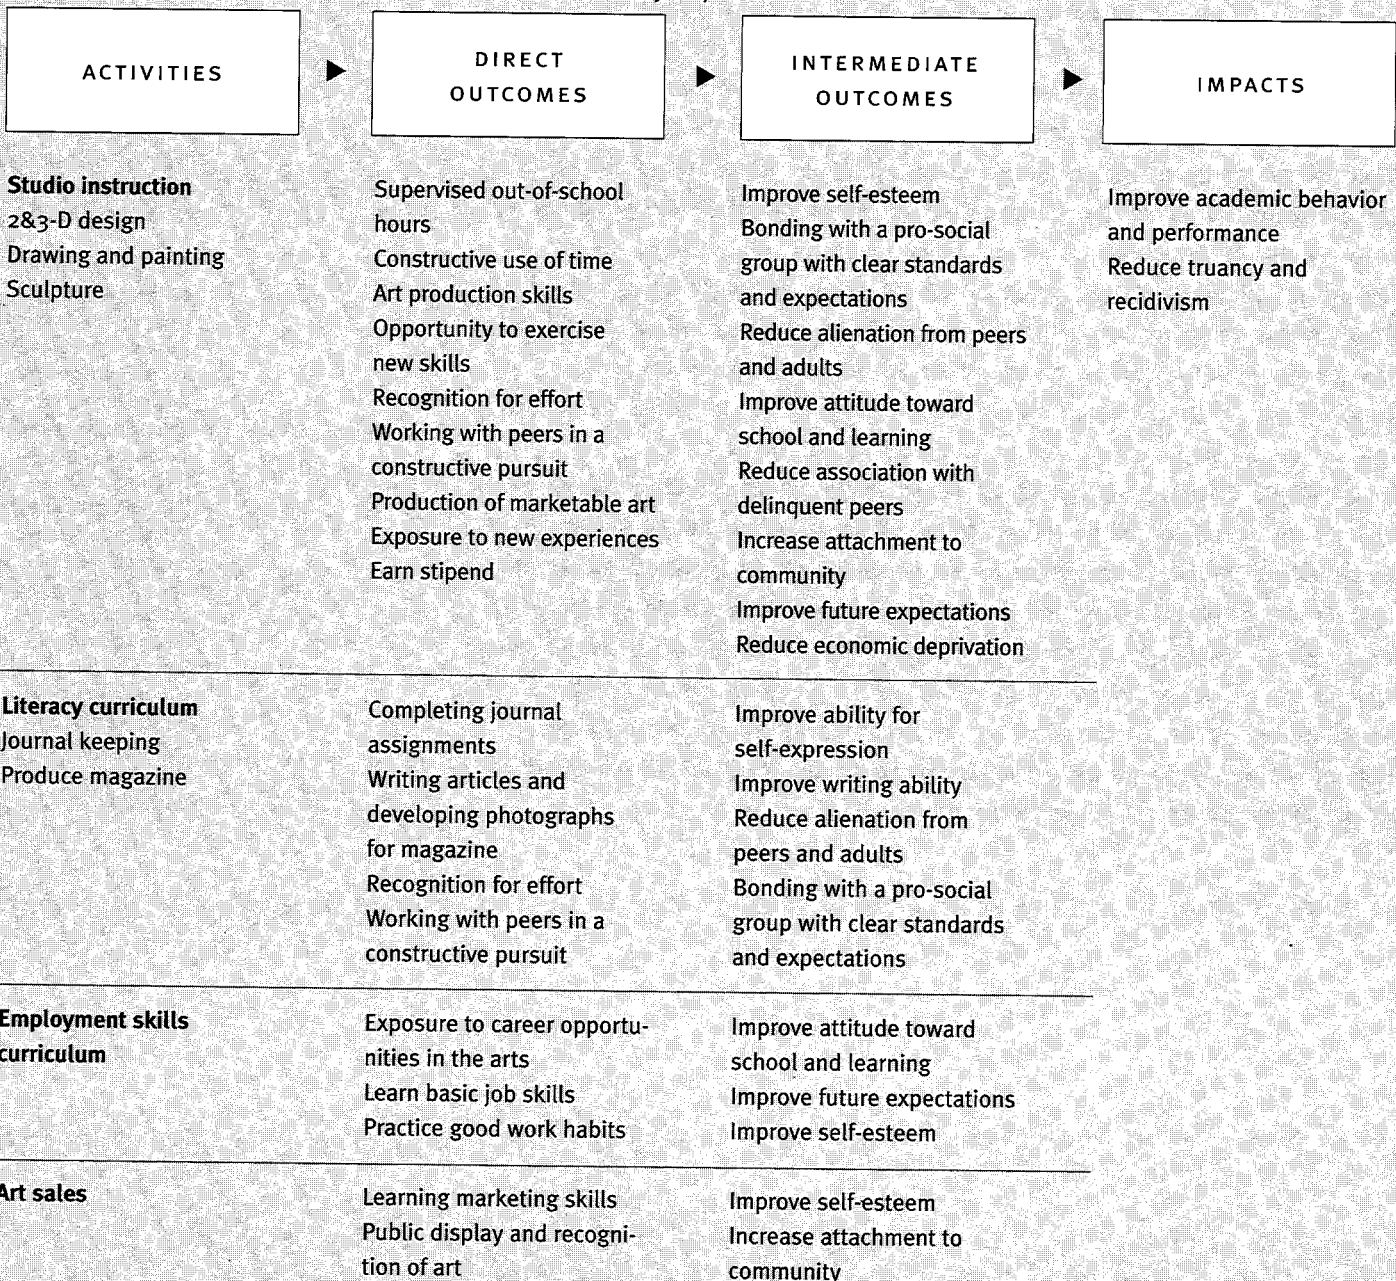 ACTIVITIES
DIRECT
OUTCOMES
INTERMEDIATE
OUTCOMES
IMPACTS
Studio instruction
2&3-D design
Drawing and painting
Sculpture
Supervised out-of-school
hours
Constructive use of time
Art production skills
Opportunity to exercise
new skills
Recognition for effort
Working with peers in a
constructive pursuit
Production of marketable art
Exposure to new experiences
Earn stipend
Improve self-esteem
Bonding with a pro-social
group with clear standards
and expectations
Reduce alienation from peers
and adults
Improve attitude toward
school and learning
Reduce association with
delinquent peers
Increase attachment to
community
Improve future expectations
Reduce economic deprivation
Improve academic behavior
and performance
Reduce truancy and
recidivism
Literacy curriculum
Journal keeping
Produce magazine
Completing journal
assignments
Writing articles and
developing photographs
for magazine
Recognition for effort
Working with peers in a
constructive pursuit
Improve ability for
self-expression
Improve writing ability
Reduce alienation from
peers and adults
Bonding with a pro-social
group with clear standards
and expectations
Employment skills
curriculum
Exposure to career opportu-
nities in the arts
Learn basic job skills
Practice good work habits
Improve attitude toward
school and learning
Improve future expectations
Improve self-esteem
Art sales
Learning marketing skills
Public display and recogni-
tion of art
Improve self-esteem
Increase attachment to
community